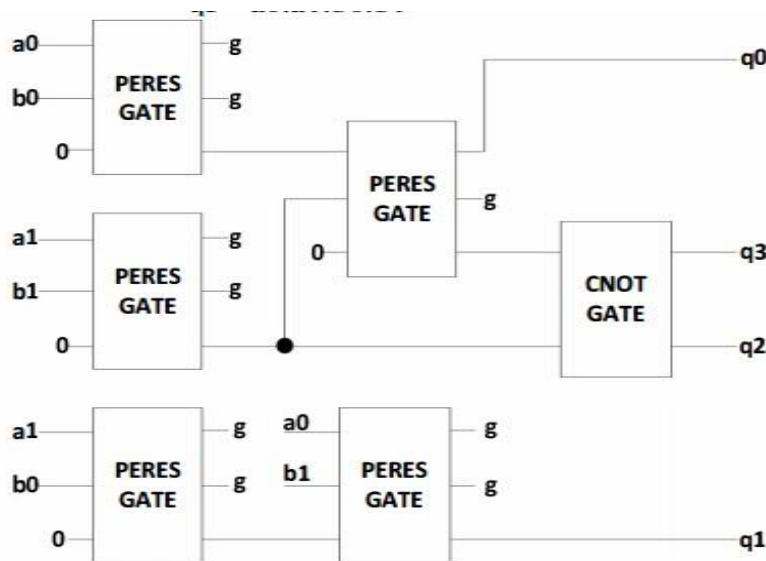 a0
g
b0
PERES
GATE
g
0
q0
PERES
GATE
g
0
a1
g
b1
PERES
GATE
g
0
CNOT
GATE
q3
q2
a1
g
b0
PERES
GATE
g
0
a0
g
b1
PERES
GATE
g
q1